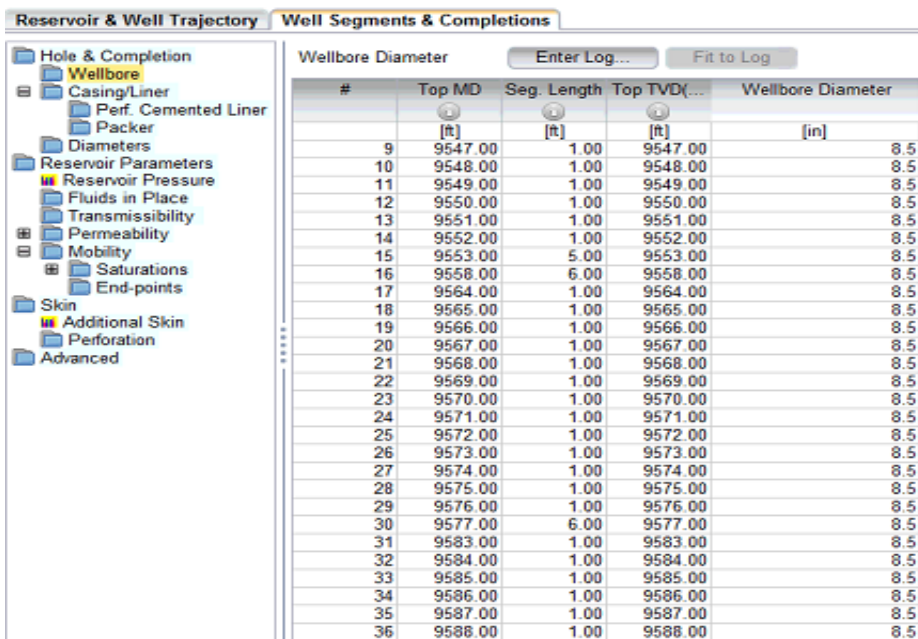 Reservoir & Well Trajectory Well Segments & Completions
Hole & Completion
Wellbore
Casing/Liner
Perf. Cemented Liner
Packer
Diameters
Reservoir Parameters
Reservoir Pressure
Fluids in Place
Transmissibility
Permeability
Mobility
Saturations
End-points
Skin
Additional Skin
Perforation
Advanced
Wellbore Diameter Enter Log... Fit to Log
# Top MD Seg. Length Top TVD(... Wellbore Diameter
[ft] [ft] [ft] [in]
9 9547.00 1.00 9547.00 8.5
10 9548.00 1.00 9548.00 8.5
11 9549.00 1.00 9549.00 8.5
12 9550.00 1.00 9550.00 8.5
13 9551.00 1.00 9551.00 8.5
14 9552.00 1.00 9552.00 8.5
15 9553.00 5.00 9553.00 8.5
16 9558.00 6.00 9558.00 8.5
17 9564.00 1.00 9564.00 8.5
18 9565.00 1.00 9565.00 8.5
19 9566.00 1.00 9566.00 8.5
20 9567.00 1.00 9567.00 8.5
21 9568.00 1.00 9568.00 8.5
22 9569.00 1.00 9569.00 8.5
23 9570.00 1.00 9570.00 8.5
24 9571.00 1.00 9571.00 8.5
25 9572.00 1.00 9572.00 8.5
26 9573.00 1.00 9573.00 8.5
27 9574.00 1.00 9574.00 8.5
28 9575.00 1.00 9575.00 8.5
29 9576.00 1.00 9576.00 8.5
30 9577.00 6.00 9577.00 8.5
31 9583.00 1.00 9583.00 8.5
32 9584.00 1.00 9584.00 8.5
33 9585.00 1.00 9585.00 8.5
34 9586.00 1.00 9586.00 8.5
35 9587.00 1.00 9587.00 8.5
36 9588.00 1.00 9588.00 8.5